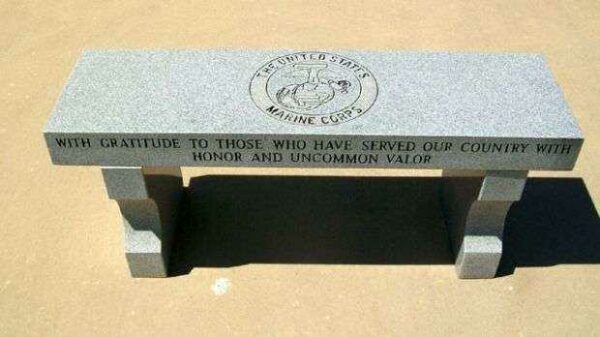 THE UNITED STATES
MARINE CORPS
WITH GRATITUDE TO THOSE WHO HAVE SERVED OUR COUNTRY WITH
HONOR AND UNCOMMON VALOR